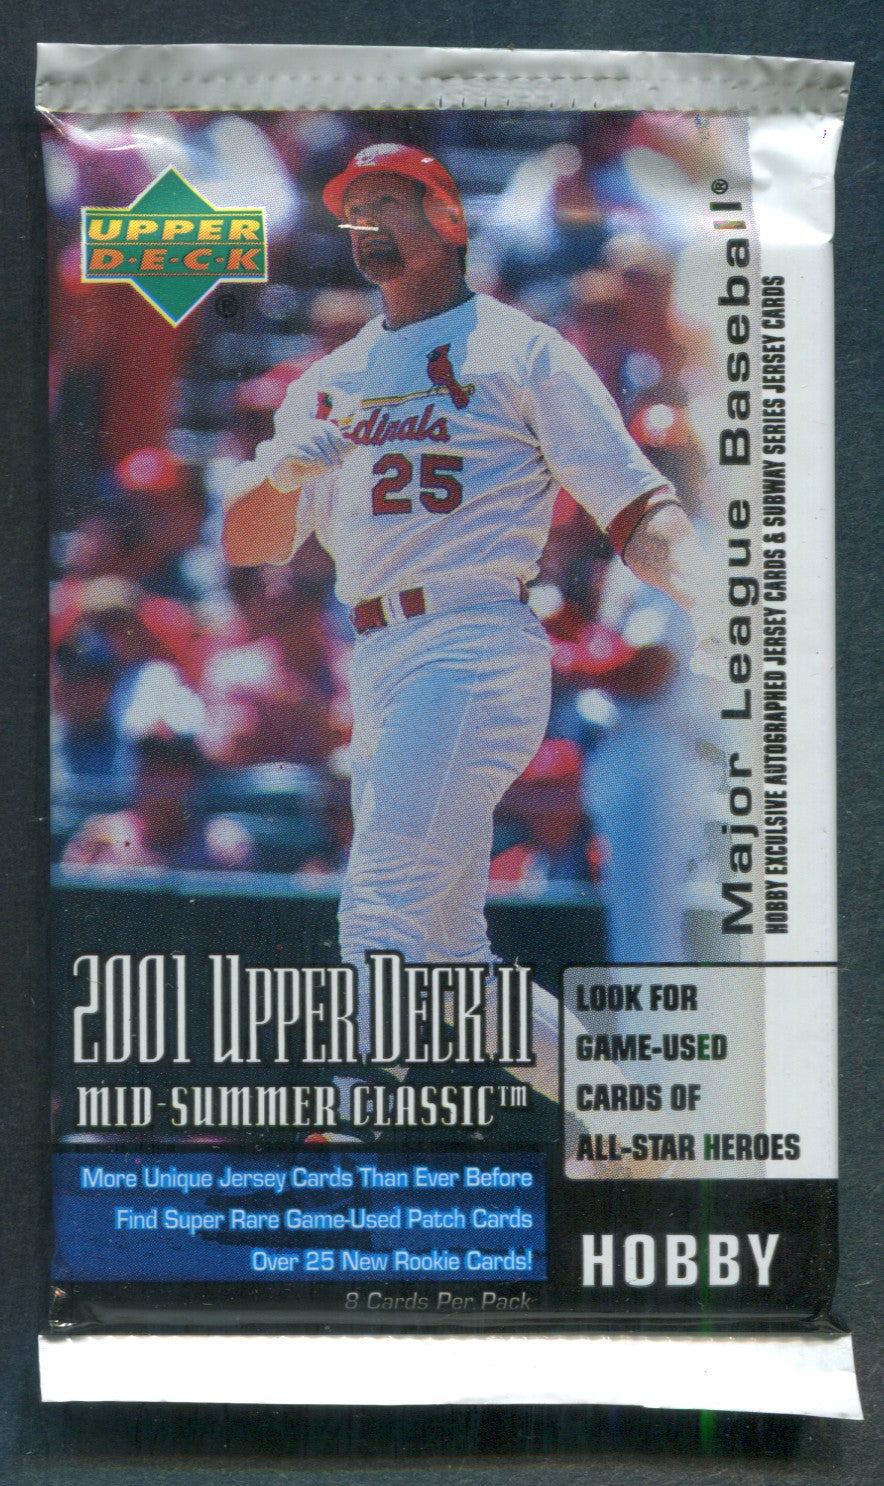 UPPER
D·E·C·K
®
Cardinals
25
Major League Baseball®
HOBBY EXCULSIVE AUTOGRAPHED JERSEY CARDS & SUBWAY SERIES JERSEY CARDS
2001 UPPER DECK II
MID-SUMMER CLASSIC™
LOOK FOR
GAME-USED
CARDS OF
ALL-STAR HEROES
More Unique Jersey Cards Than Ever Before
Find Super Rare Game-Used Patch Cards
Over 25 New Rookie Cards!
8 Cards Per Pack
HOBBY